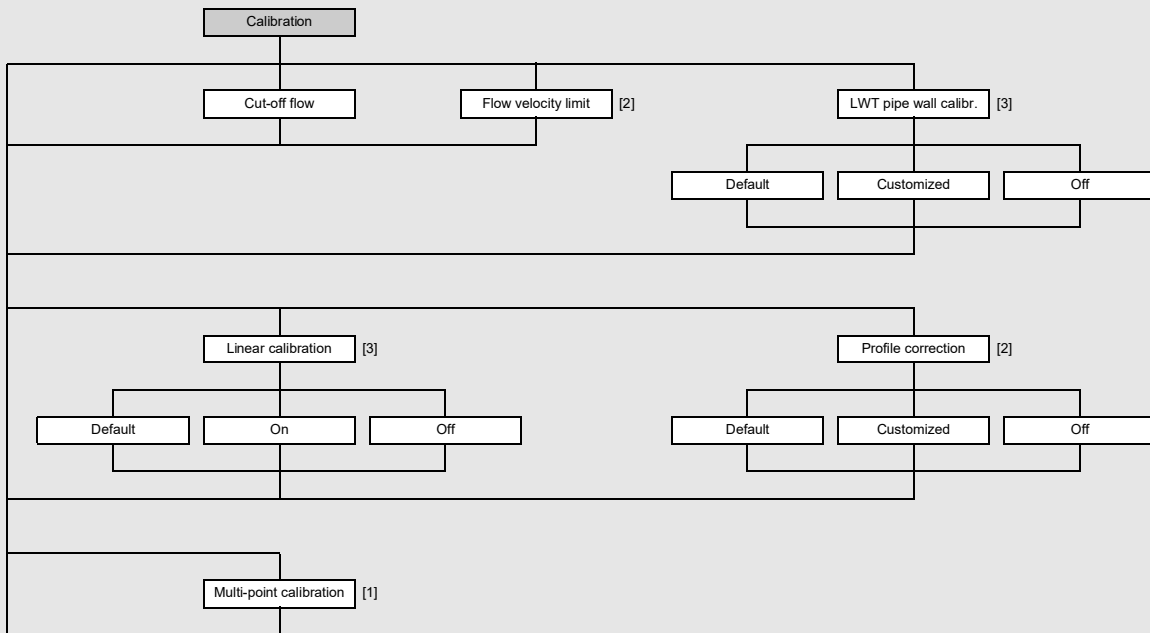 Calibration
Cut-off flow
Flow velocity limit [2]
LWT pipe wall calibr. [3]
Default
Customized
Off
Linear calibration [3]
Profile correction [2]
Default
On
Off
Default
Customized
Off
Multi-point calibration [1]